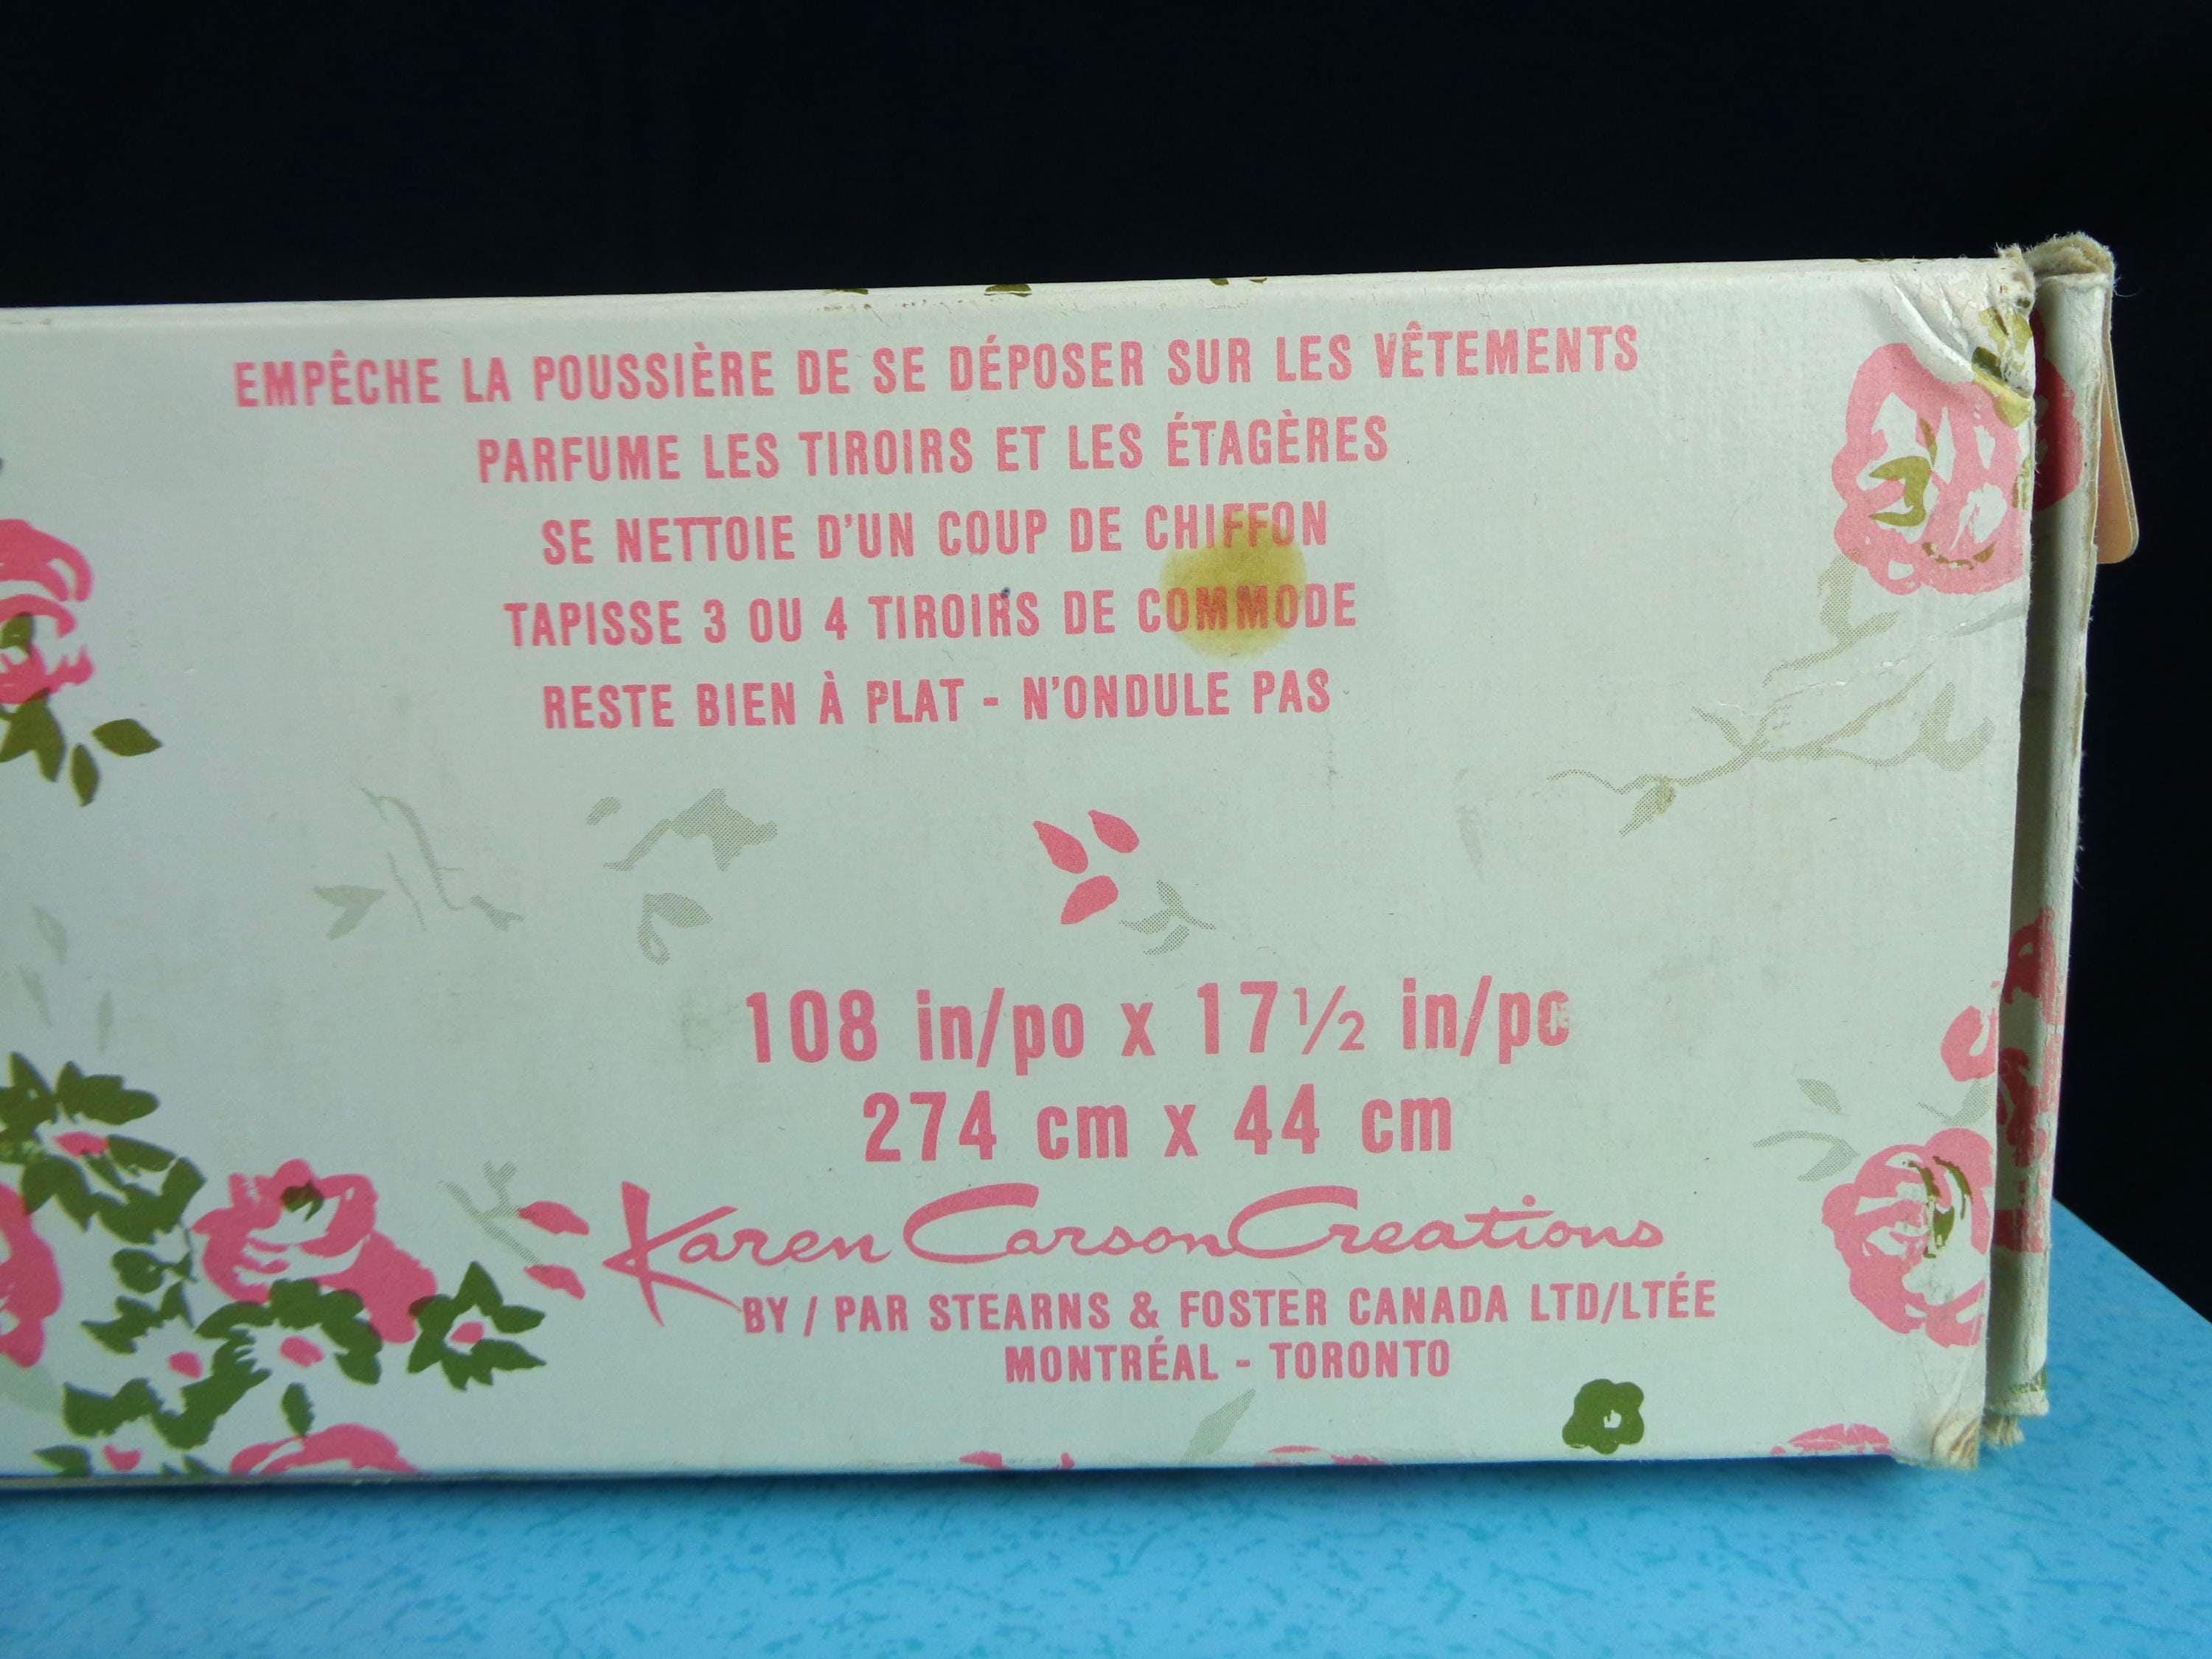 EMPÊCHE LA POUSSIÈRE DE SE DÉPOSER SUR LES VÊTEMENTS
PARFUME LES TIROIRS ET LES ÉTAGÈRES
SE NETTOIE D'UN COUP DE CHIFFON
TAPISSE 3 OU 4 TIROIRS DE COMMODE
RESTE BIEN À PLAT - N'ONDULE PAS
108 in/po x 17 1/2 in/po
274 cm x 44 cm
Karen Carson Creations
BY / PAR STEARNS & FOSTER CANADA LTD/LTÉE
MONTRÉAL - TORONTO